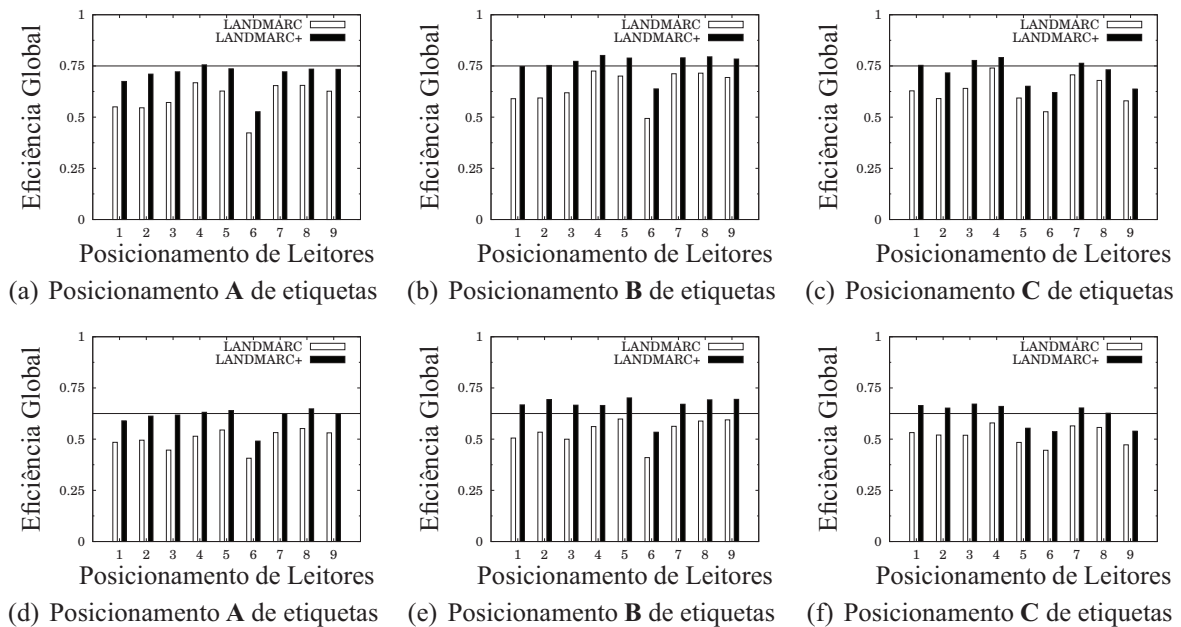 1
0.75
0.5
0.25
0
Eficiência Global
LANDMARC
LANDMARC+
1 2 3 4 5 6 7 8 9
Posicionamento de Leitores
(a) Posicionamento A de etiquetas
1
0.75
0.5
0.25
0
Eficiência Global
LANDMARC
LANDMARC+
1 2 3 4 5 6 7 8 9
Posicionamento de Leitores
(b) Posicionamento B de etiquetas
1
0.75
0.5
0.25
0
Eficiência Global
LANDMARC
LANDMARC+
1 2 3 4 5 6 7 8 9
Posicionamento de Leitores
(c) Posicionamento C de etiquetas
1
0.75
0.5
0.25
0
Eficiência Global
LANDMARC
LANDMARC+
1 2 3 4 5 6 7 8 9
Posicionamento de Leitores
(d) Posicionamento A de etiquetas
1
0.75
0.5
0.25
0
Eficiência Global
LANDMARC
LANDMARC+
1 2 3 4 5 6 7 8 9
Posicionamento de Leitores
(e) Posicionamento B de etiquetas
1
0.75
0.5
0.25
0
Eficiência Global
LANDMARC
LANDMARC+
1 2 3 4 5 6 7 8 9
Posicionamento de Leitores
(f) Posicionamento C de etiquetas